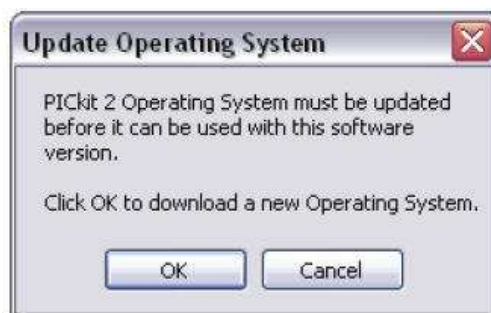 Update Operating System
PICkit 2 Operating System must be updated
before it can be used with this software
version.
Click OK to download a new Operating System.
OK
Cancel